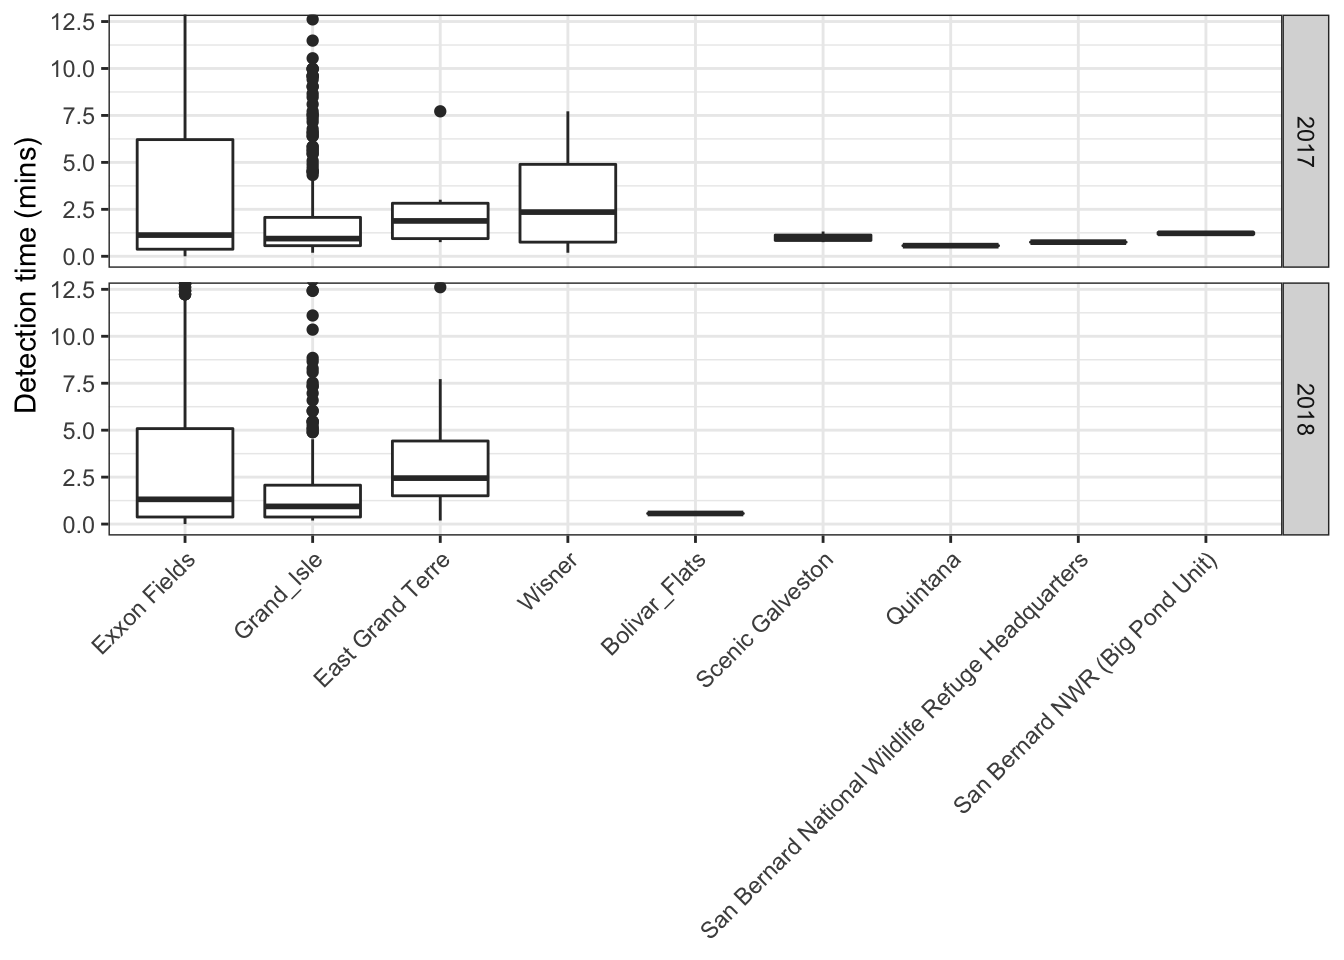 Detection time (mins)
12.5
10.0
7.5
5.0
2.5
0.0
2017
12.5
10.0
7.5
5.0
2.5
0.0
2018
Exxon Fields
Grand_Isle
East Grand Terre
Wisner
Bolivar_Flats
Scenic Galveston
Quintana
San Bernard National Wildlife Refuge Headquarters
San Bernard NWR (Big Pond Unit)